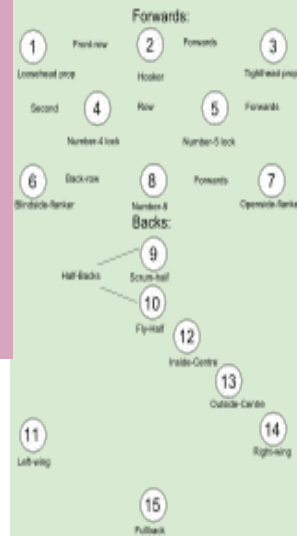 Forwards:
1 Front-row 2 Forwards 3
Loosehead prop Hooker Tighthead prop
Second 4 Row 5 Forwards
Number-4 lock Number-5 lock
6 Back-row 8 Forwards 7
Blindside-flanker Number-8 Openside-flanker
Backs:
9
Half-Backs Scrum-half
10
Fly-Half
12
Inside-Centre
13
Outside-Centre
11 14
Left-wing Right-wing
15
Fullback